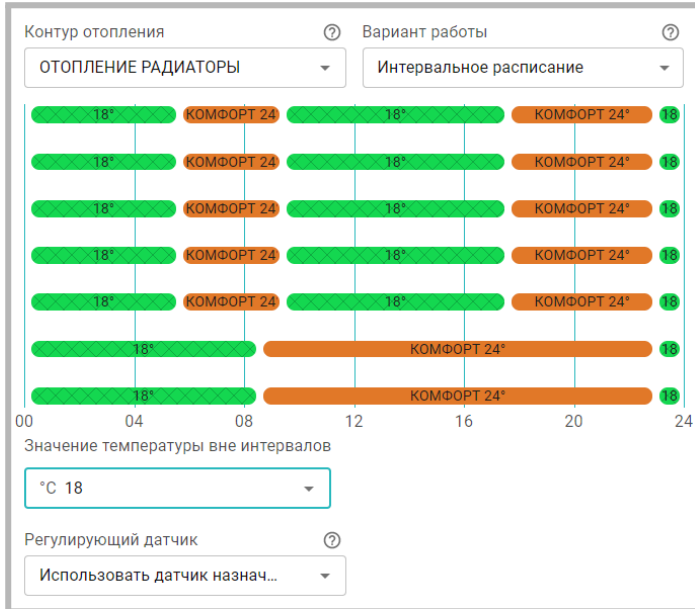 Контур отопления
Вариант работы
ОТОПЛЕНИЕ РАДИАТОРЫ
Интервальное расписание
18° КОМФОРТ 24 18° КОМФОРТ 24° 18
18° КОМФОРТ 24 18° КОМФОРТ 24° 18
18° КОМФОРТ 24 18° КОМФОРТ 24° 18
18° КОМФОРТ 24 18° КОМФОРТ 24° 18
18° КОМФОРТ 24 18° КОМФОРТ 24° 18
18° КОМФОРТ 24° 18
18° КОМФОРТ 24° 18
00 04 08 12 16 20 24
Значение температуры вне интервалов
°C 18
Регулирующий датчик
Использовать датчик назнач...